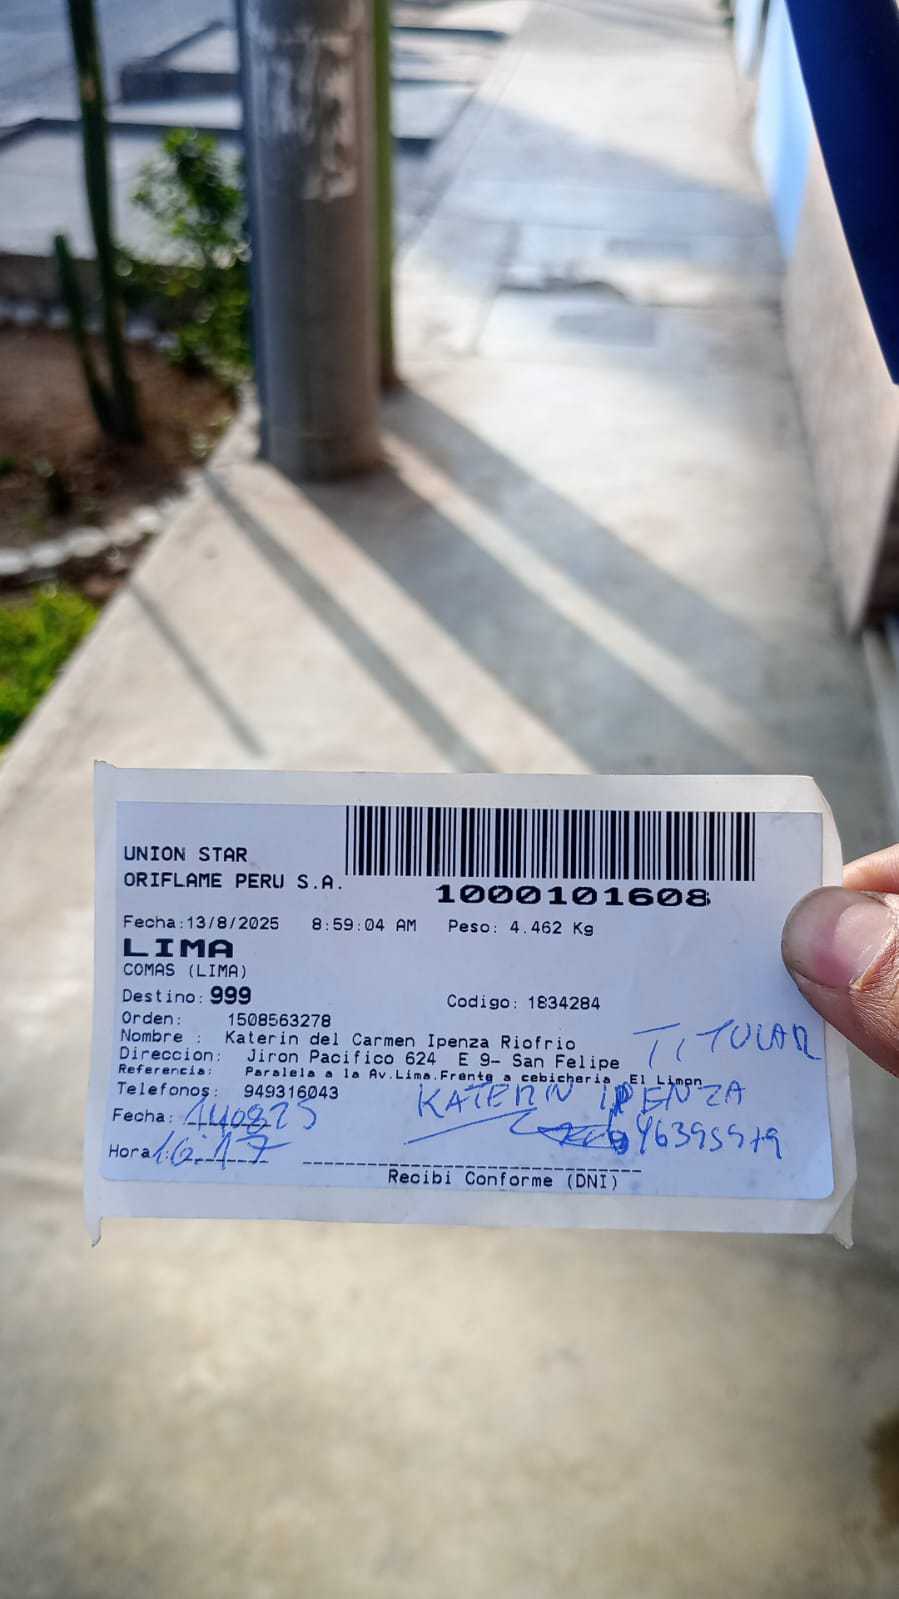 UNION STAR
ORIFLAME PERU S.A.
1000101608
Fecha:13/8/2025 8:59:04 AM Peso: 4.462 Kg
LIMA
COMAS (LIMA)
Destino: 999 Codigo: 1834284
Orden: 1508563278
Nombre : Katerin del Carmen Ipenza Riofrio
TITULAR
Direccion: Jiron Pacifico 624 E 9- San Felipe
Referencia: Paralela a la Av.Lima.Frente a cebicheria El Limon
Telefonos: 949316043
KATERIN IPENZA
Fecha: 140825
Hora: 16:17
Recibi Conforme (DNI)